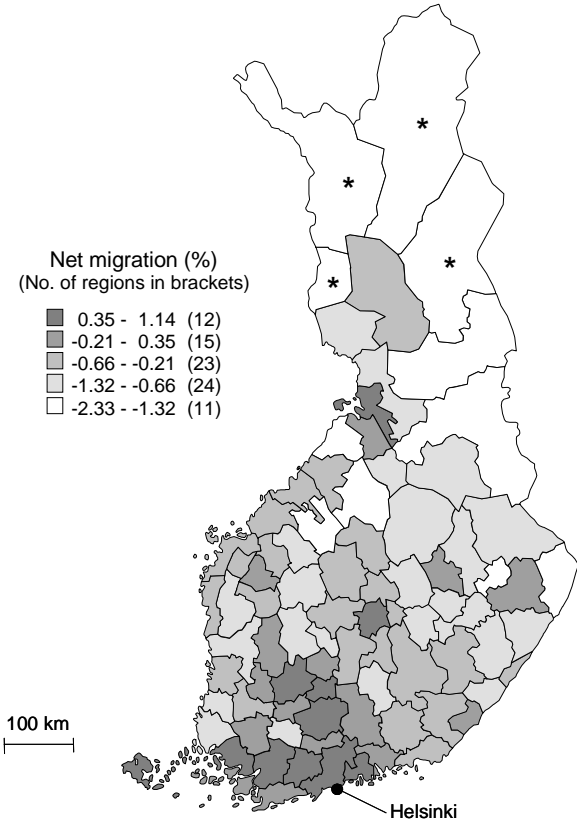 *
*
*
*
Net migration (%)
(No. of regions in brackets)
0.35 - 1.14 (12)
-0.21 - 0.35 (15)
-0.66 - -0.21 (23)
-1.32 - -0.66 (24)
-2.33 - -1.32 (11)
100 km
Helsinki